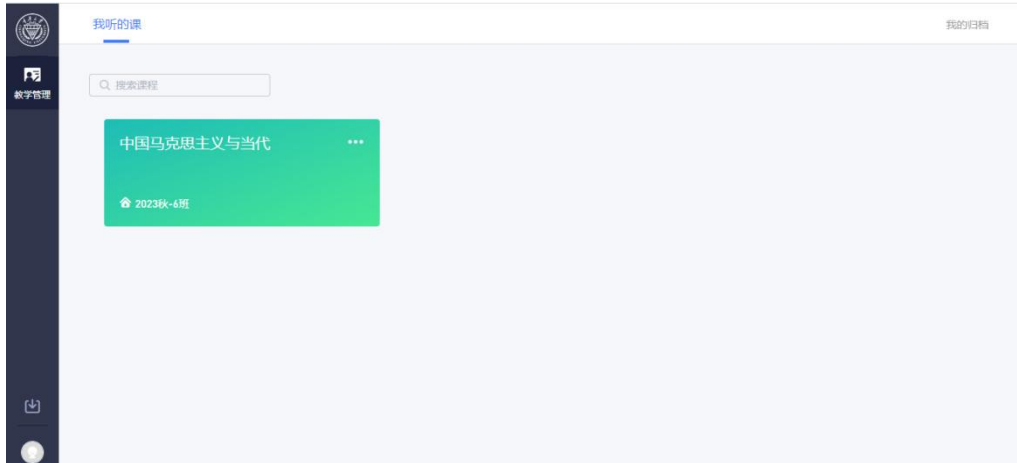 我听的课
我的归档
教学管理
搜索课程
中国马克思主义与当代
2023秋-6班